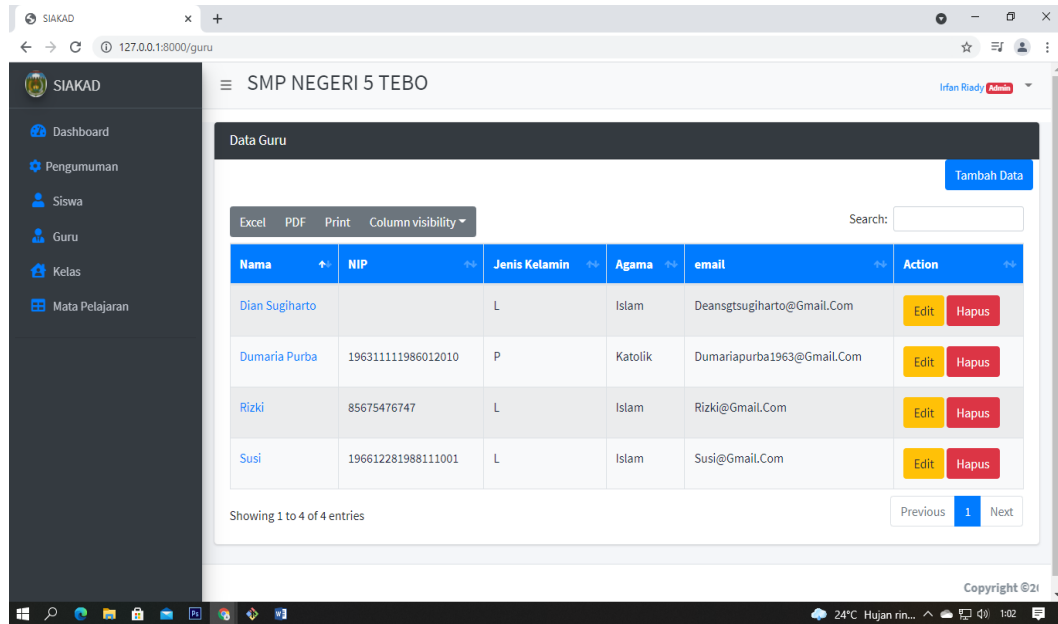 SIAKAD
127.0.0.1:8000/guru
SIAKAD
SMP NEGERI 5 TEBO
Irfan Riady Admin
Dashboard
Pengumuman
Siswa
Guru
Kelas
Mata Pelajaran
Data Guru
Tambah Data
Excel PDF Print Column visibility
Search:
Nama NIP Jenis Kelamin Agama email Action
Dian Sugiharto L Islam Deansgtsugiharto@Gmail.Com Edit Hapus
Dumaria Purba 196311111986012010 P Katolik Dumariapurba1963@Gmail.Com Edit Hapus
Rizki 85675476747 L Islam Rizki@Gmail.Com Edit Hapus
Susi 196612281988111001 L Islam Susi@Gmail.Com Edit Hapus
Showing 1 to 4 of 4 entries
Previous 1 Next
Copyright ©
Ps
24°C Hujan rin... 1:02